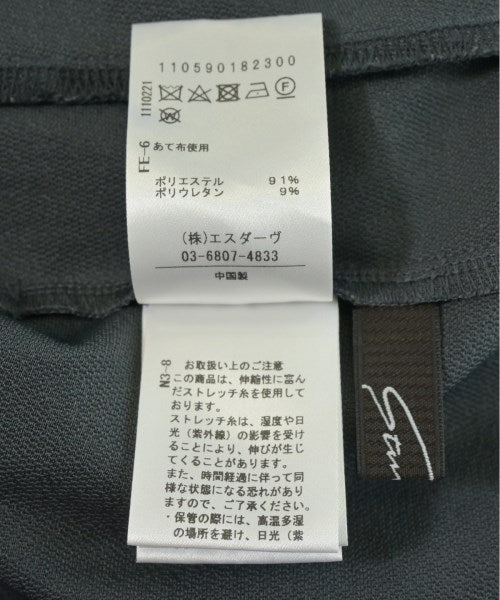 110590182300
1110221
FE-6
あて布使用
ポリエステル 91%
ポリウレタン 9%
(株)エスダーヴ
03-6807-4833
中国製
N3-8
お取扱い上のご注意
この商品は、伸縮性に富ん
だストレッチ糸を使用して
おります。
ストレッチ糸は、湿度や日
光(紫外線)の影響を受け
ることにより、伸びが生じ
てくることがあります。
また、時間経過に伴って同
様な状態になる恐れがあり
ますので、ご了承ください。
・保管の際には、高温多湿
の場所を避け、日光(紫